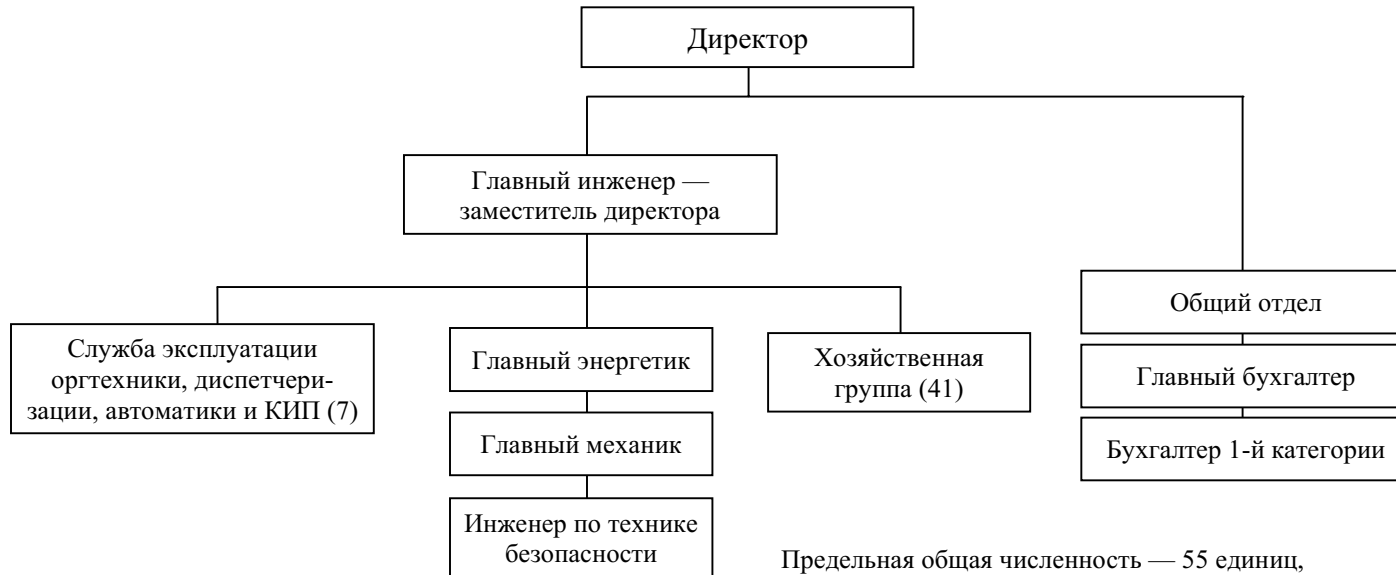 Директор
Главный инженер —
заместитель директора
Служба эксплуатации
оргтехники, диспетчери-
зации, автоматики и КИП (7)
Главный энергетик
Главный механик
Инженер по технике
безопасности
Хозяйственная
группа (41)
Общий отдел
Главный бухгалтер
Бухгалтер 1-й категории
Предельная общая численность — 55 единиц,